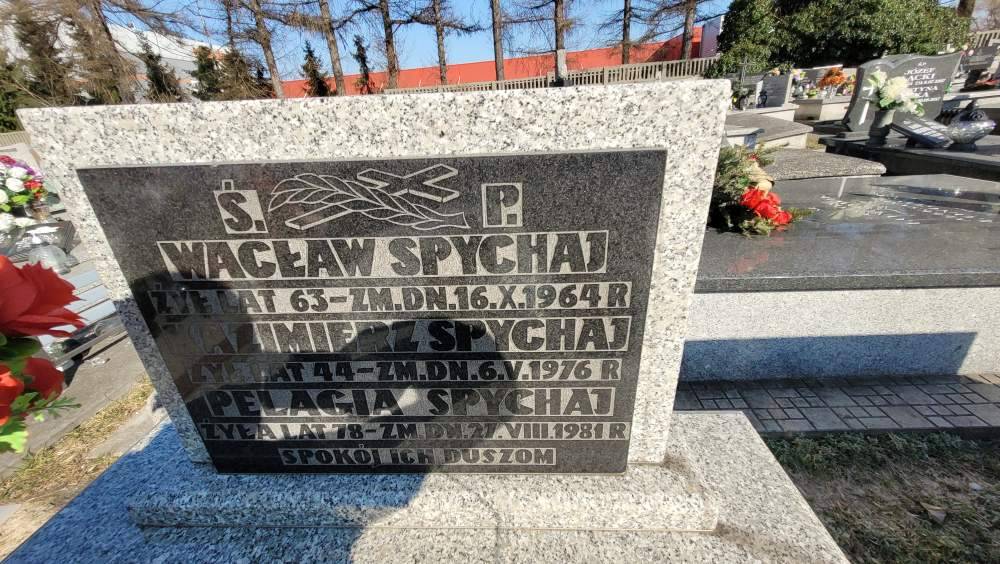 Ś. P.
WACŁAW SPYCHAJ
ŻYŁ LAT 63-ZM.DN.16.X.1964 R
KAZIMIERZ SPYCHAJ
ŻYŁ LAT 44-ZM.DN.6.V.1976 R
PELAGIA SPYCHAJ
ŻYŁA LAT 78-ZM.DN.27.VIII.1981 R
SPOKÓJ ICH DUSZOM
JÓZEF